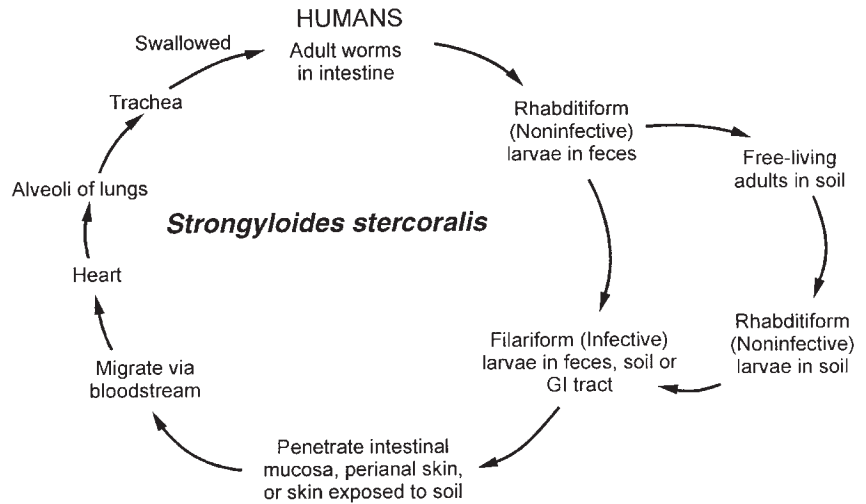 HUMANS
Adult worms
in intestine
Rhabditiform
(Noninfective)
larvae in feces
Free-living
adults in soil
Rhabditiform
(Noninfective)
larvae in soil
Filariform (Infective)
larvae in feces, soil or
GI tract
Penetrate intestinal
mucosa, perianal skin,
or skin exposed to soil
Migrate via
bloodstream
Heart
Alveoli of lungs
Trachea
Swallowed
Strongyloides stercoralis